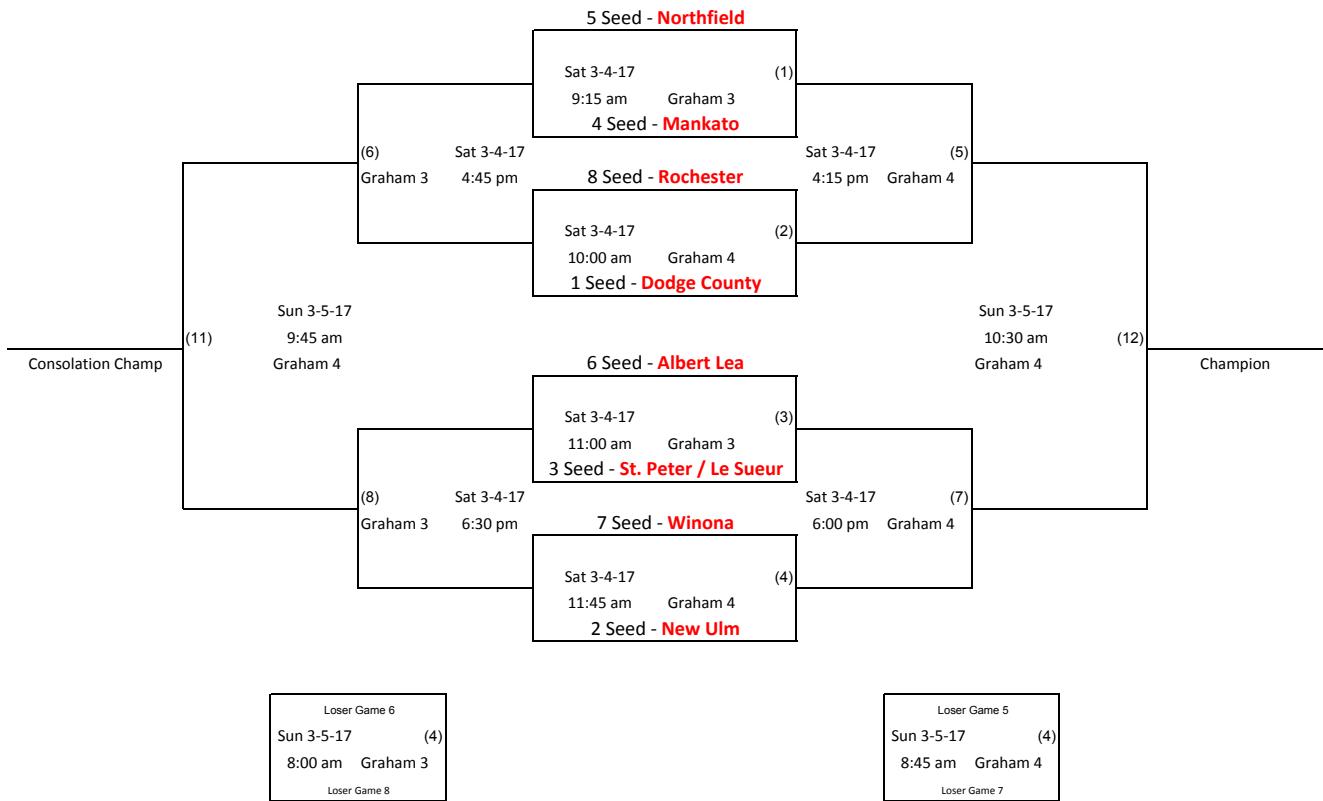 5 Seed - Northfield
Sat 3-4-17 (1)
9:15 am Graham 3
4 Seed - Mankato
(6) Sat 3-4-17
Graham 3 4:45 pm
Sat 3-4-17 (5)
4:15 pm Graham 4
8 Seed - Rochester
Sat 3-4-17 (2)
10:00 am Graham 4
1 Seed - Dodge County
Sun 3-5-17
(11) 9:45 am
Graham 4
Consolation Champ
Sun 3-5-17
10:30 am (12)
Graham 4
Champion
6 Seed - Albert Lea
Sat 3-4-17 (3)
11:00 am Graham 3
3 Seed - St. Peter / Le Sueur
(8) Sat 3-4-17
Graham 3 6:30 pm
Sat 3-4-17 (7)
6:00 pm Graham 4
7 Seed - Winona
Sat 3-4-17 (4)
11:45 am Graham 4
2 Seed - New Ulm
Loser Game 6
Sun 3-5-17 (4)
8:00 am Graham 3
Loser Game 8
Loser Game 5
Sun 3-5-17 (4)
8:45 am Graham 4
Loser Game 7